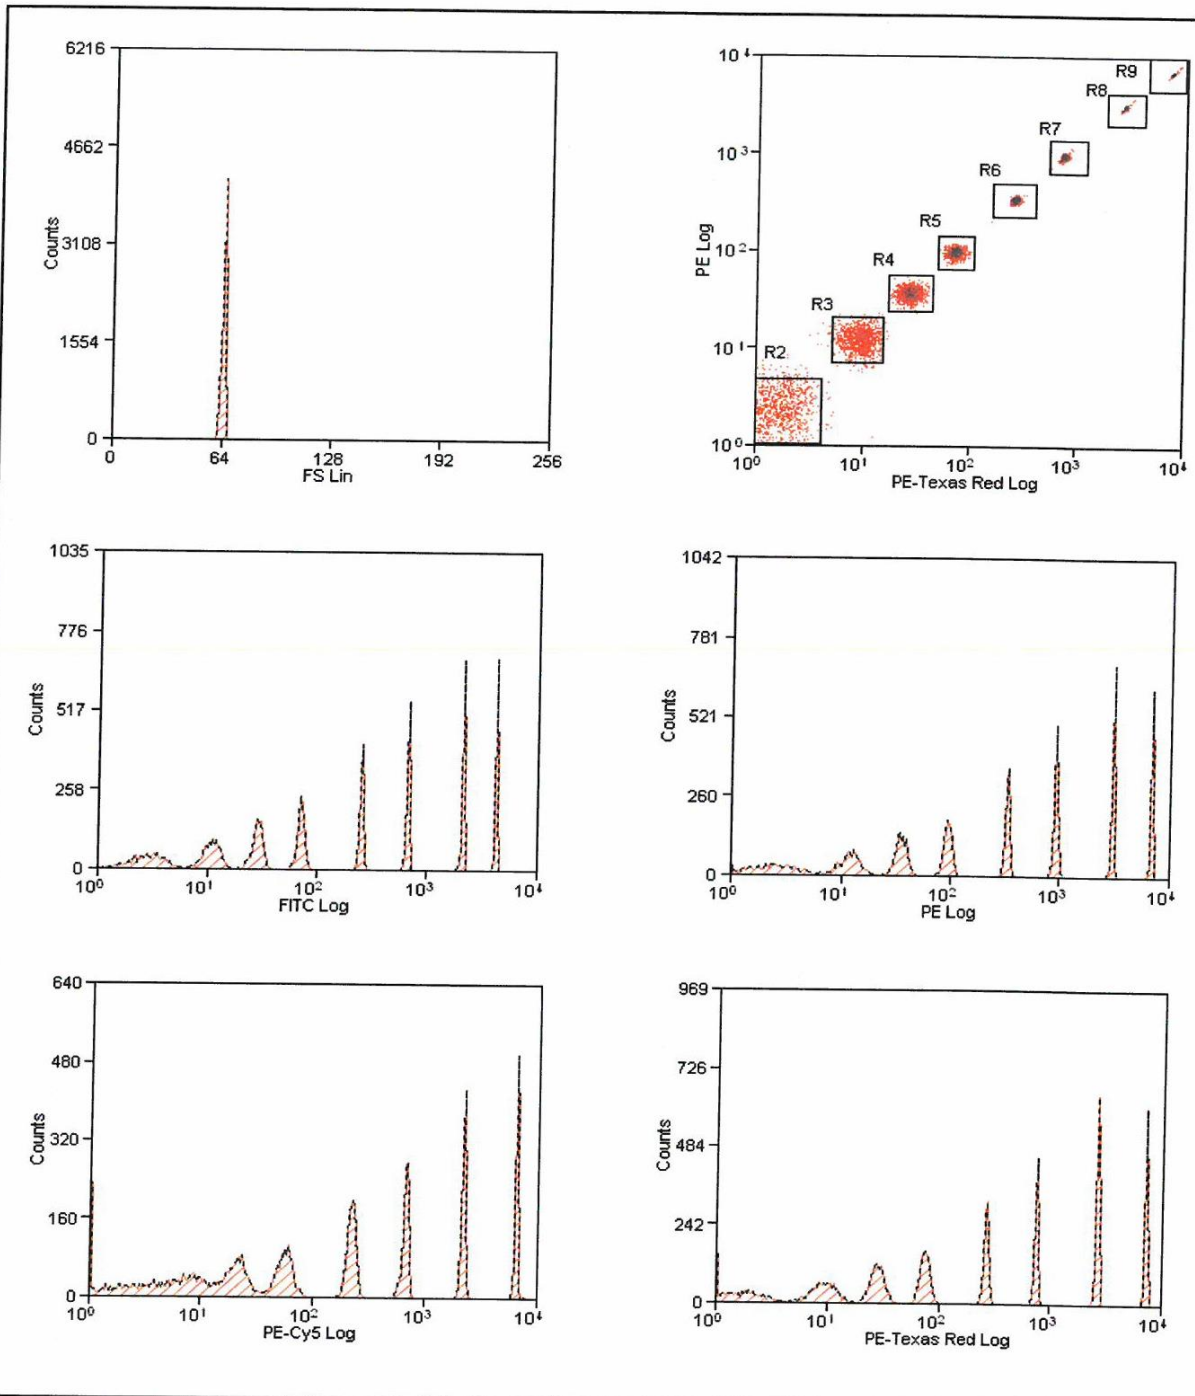 6216
4662
3108
1554
0
Counts
0 64 128 192 256
FS Lin
10⁴
10³
10²
10¹
10⁰
PE Log
R2
R3
R4
R5
R6
R7
R8
R9
10⁰ 10¹ 10² 10³ 10⁴
PE-Texas Red Log
1035
776
517
258
0
Counts
10⁰ 10¹ 10² 10³ 10⁴
FITC Log
1042
781
521
260
0
Counts
10⁰ 10¹ 10² 10³ 10⁴
PE Log
640
480
320
160
0
Counts
10⁰ 10¹ 10² 10³ 10⁴
PE-Cy5 Log
969
726
484
242
0
Counts
10⁰ 10¹ 10² 10³ 10⁴
PE-Texas Red Log